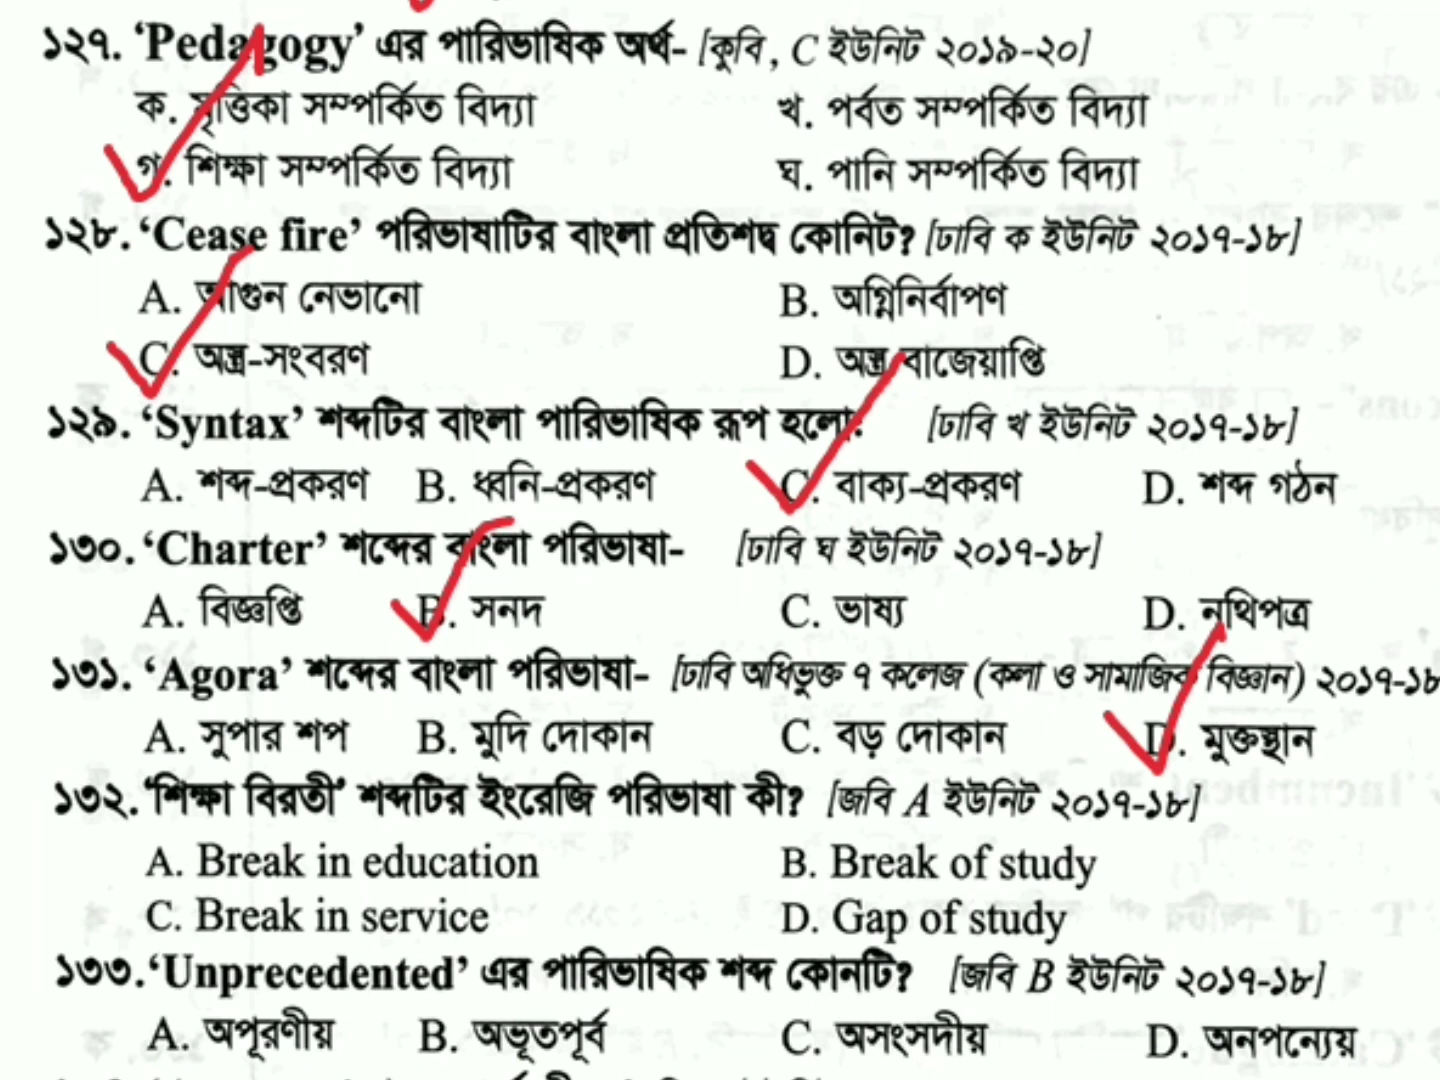 ১২৭. ‘Pedagogy’ এর পারিভাষিক অর্থ- [কুবি, C ইউনিট ২০১৯-২০]
ক. মৃত্তিকা সম্পর্কিত বিদ্যা খ. পর্বত সম্পর্কিত বিদ্যা
গ. শিক্ষা সম্পর্কিত বিদ্যা ঘ. পানি সম্পর্কিত বিদ্যা
১২৮. ‘Cease fire’ পরিভাষাটির বাংলা প্রতিশব্দ কোনিট? [ঢাবি ক ইউনিট ২০১৭-১৮]
A. আগুন নেভানো B. অগ্নিনির্বাপণ
C. অস্ত্র-সংবরণ D. অস্ত্র বাজেয়াপ্তি
১২৯. ‘Syntax’ শব্দটির বাংলা পারিভাষিক রূপ হলো: [ঢাবি খ ইউনিট ২০১৭-১৮]
A. শব্দ-প্রকরণ B. ধ্বনি-প্রকরণ C. বাক্য-প্রকরণ D. শব্দ গঠন
১৩০. ‘Charter’ শব্দের বাংলা পরিভাষা- [ঢাবি ঘ ইউনিট ২০১৭-১৮]
A. বিজ্ঞপ্তি B. সনদ C. ভাষ্য D. নথিপত্র
১৩১. ‘Agora’ শব্দের বাংলা পরিভাষা- [ঢাবি অধিভুক্ত ৭ কলেজ (কলা ও সামাজিক বিজ্ঞান) ২০১৭-১৮
A. সুপার শপ B. মুদি দোকান C. বড় দোকান D. মুক্তস্থান
১৩২. ‘শিক্ষা বিরতী’ শব্দটির ইংরেজি পরিভাষা কী? [জবি A ইউনিট ২০১৭-১৮]
A. Break in education B. Break of study
C. Break in service D. Gap of study
১৩৩. ‘Unprecedented’ এর পারিভাষিক শব্দ কোনটি? [জবি B ইউনিট ২০১৭-১৮]
A. অপূরণীয় B. অভূতপূর্ব C. অসংসদীয় D. অনপন্যেয়